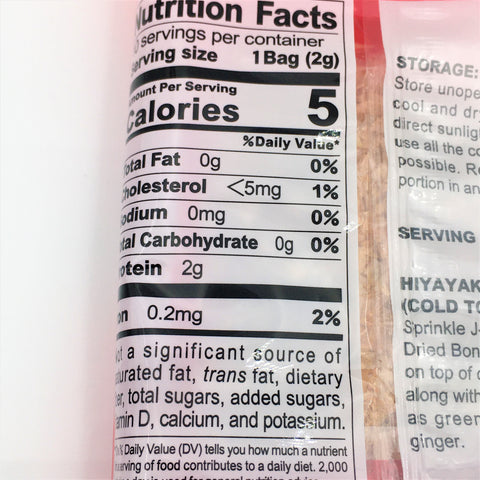 Nutrition Facts
servings per container
serving size 1Bag (2g)
Amount Per Serving
Calories 5
%Daily Value*
Total Fat 0g 0%
Cholesterol <5mg 1%
Sodium 0mg 0%
Total Carbohydrate 0g 0%
Protein 2g
Iron 0.2mg 2%
Not a significant source of
saturated fat, trans fat, dietary
fiber, total sugars, added sugars,
vitamin D, calcium, and potassium.
% Daily Value (DV) tells you how much a nutrient
in a serving of food contributes to a daily diet. 2,000
STORAGE:
Store unope
cool and dry
direct sunlig
use all the co
possible. Re
portion in an
SERVING
HIYAYAK
(COLD TO
Sprinkle J-
Dried Bon
on top of c
along with
as green
ginger.